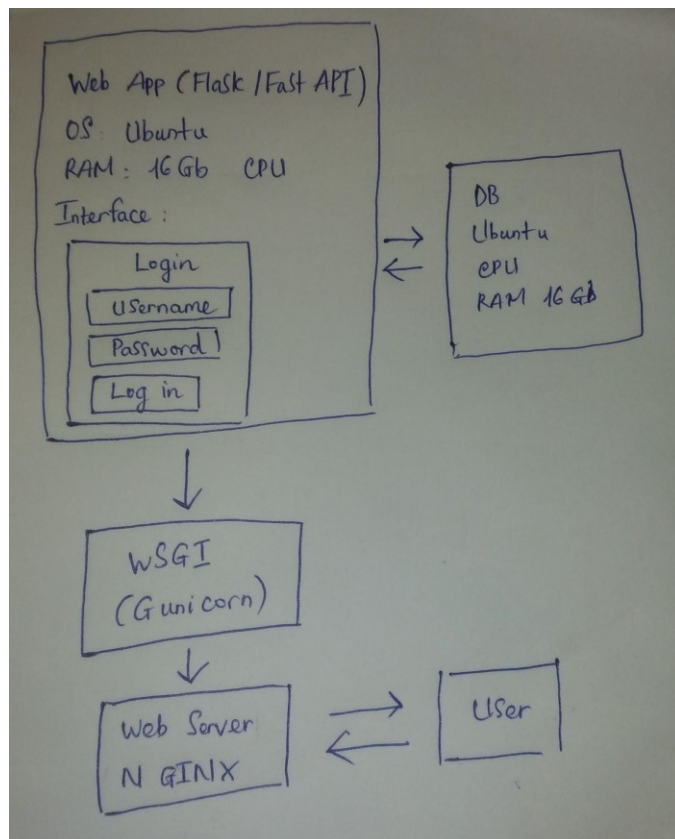 Web App (Flask / Fast API)
OS: Ubuntu
RAM: 16 Gb CPU
Interface:
Login
Username
Password
Log in
DB
Ubuntu
CPU
RAM 16 Gb
WSGI
(Gunicorn)
Web Server
NGINX
User